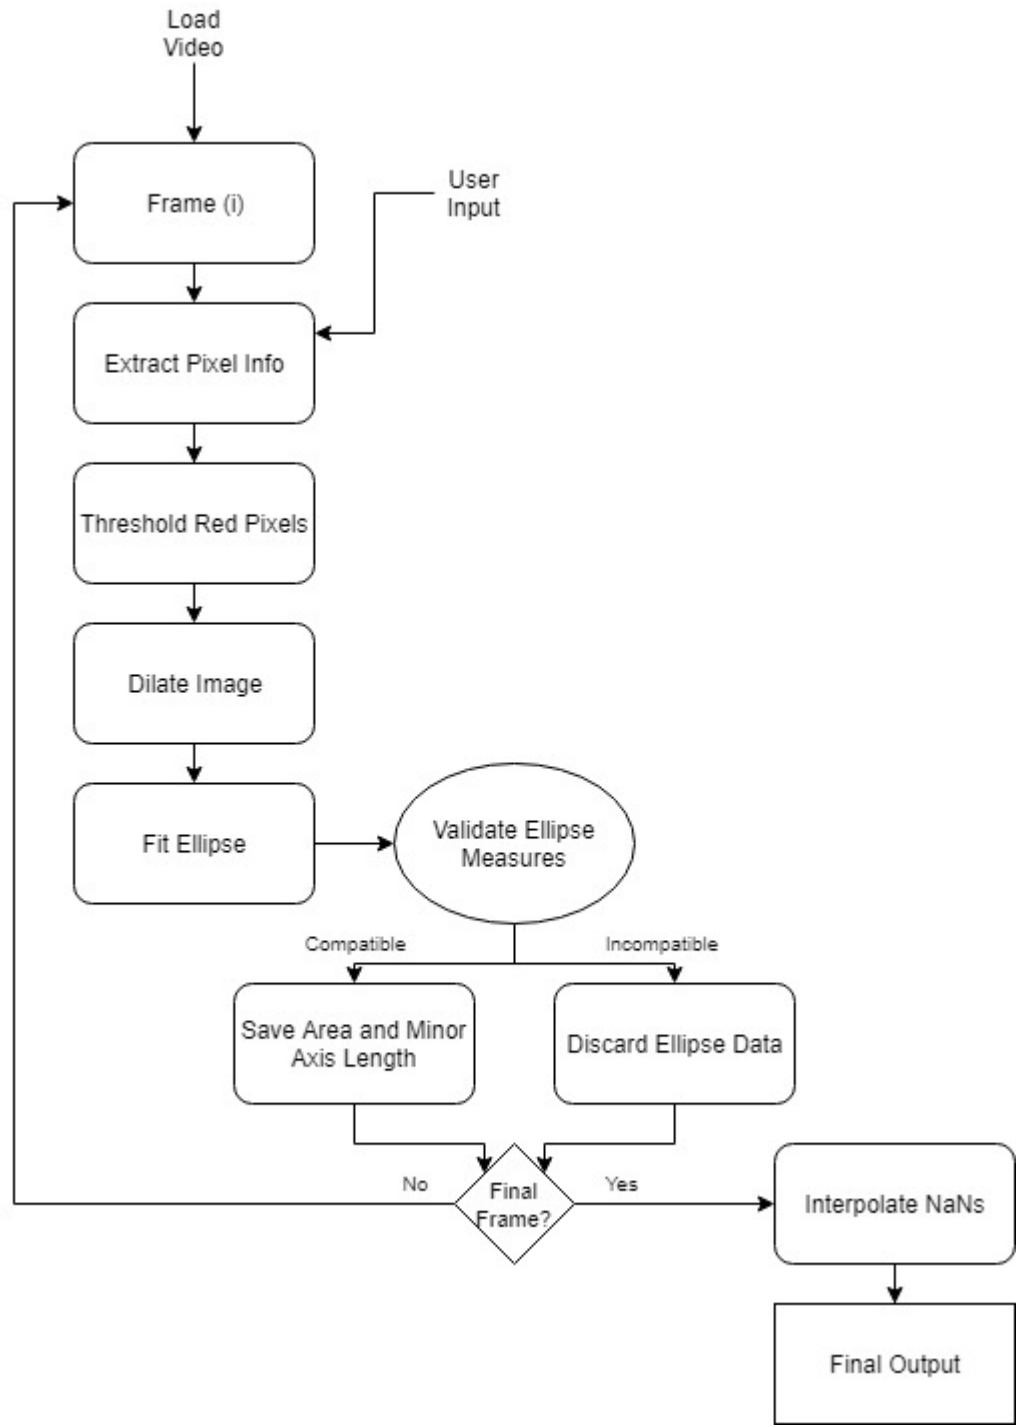 Load
Video
Frame (i)
User
Input
Extract Pixel Info
Threshold Red Pixels
Dilate Image
Fit Ellipse
Validate Ellipse
Measures
Compatible
Incompatible
Save Area and Minor
Axis Length
Discard Ellipse Data
No
Final
Frame?
Yes
Interpolate NaNs
Final Output